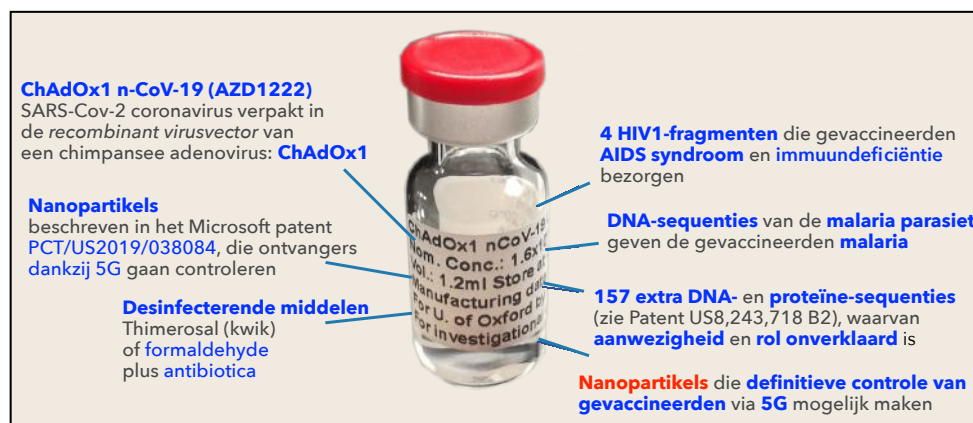 ChAdOx1 n-CoV-19 (AZD1222)
SARS-Cov-2 coronavirus verpakt in
de recombinant virusvector van
een chimpansee adenovirus: ChAdOx1
Nanopartikels
beschreven in het Microsoft patent
PCT/US2019/038084, die ontvangers
dankzij 5G gaan controleren
Desinfecterende middelen
Thimerosal (kwik)
of formaldehyde
plus antibiotica
ChAdOx1 nCoV-19
Nom. Conc.: 1.6x1
Vol.: 1.2ml Store at
Manufacturing dat
For U. of Oxford by
For investigational
4 HIV1-fragmenten die gevaccineerden
AIDS syndroom en immuundeficiëntie
bezorgen
DNA-sequenties van de malaria parasiet
geven de gevaccineerden malaria
157 extra DNA- en proteïne-sequenties
(zie Patent US8,243,718 B2), waarvan
aanwezigheid en rol onverklaard is
Nanopartikels die definitieve controle van
gevaccineerden via 5G mogelijk maken